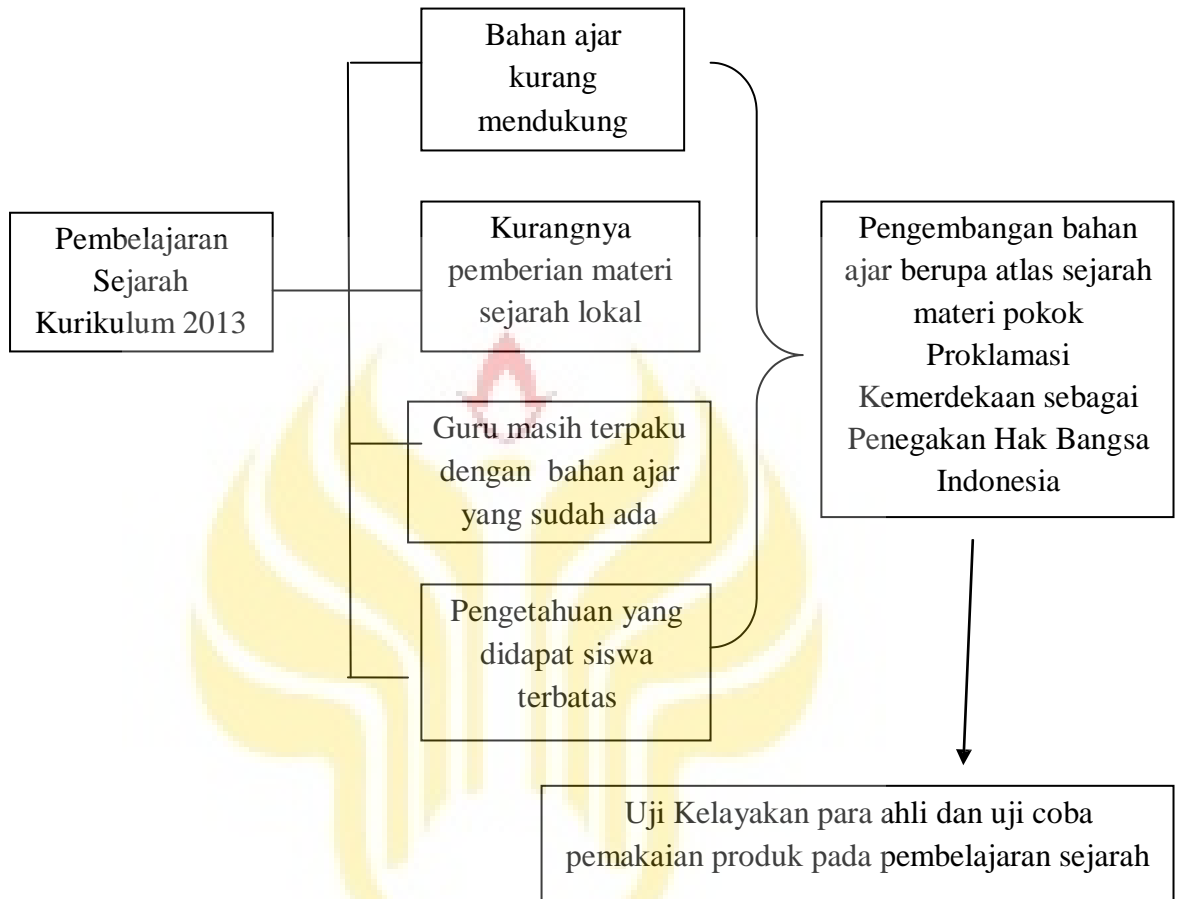 Bahan ajar
kurang
mendukung
Pembelajaran
Sejarah
Kurikulum 2013
Kurangnya
pemberian materi
sejarah lokal
Guru masih terpaku
dengan bahan ajar
yang sudah ada
Pengetahuan yang
didapat siswa
terbatas
Pengembangan bahan
ajar berupa atlas sejarah
materi pokok
Proklamasi
Kemerdekaan sebagai
Penegakan Hak Bangsa
Indonesia
Uji Kelayakan para ahli dan uji coba
pemakaian produk pada pembelajaran sejarah